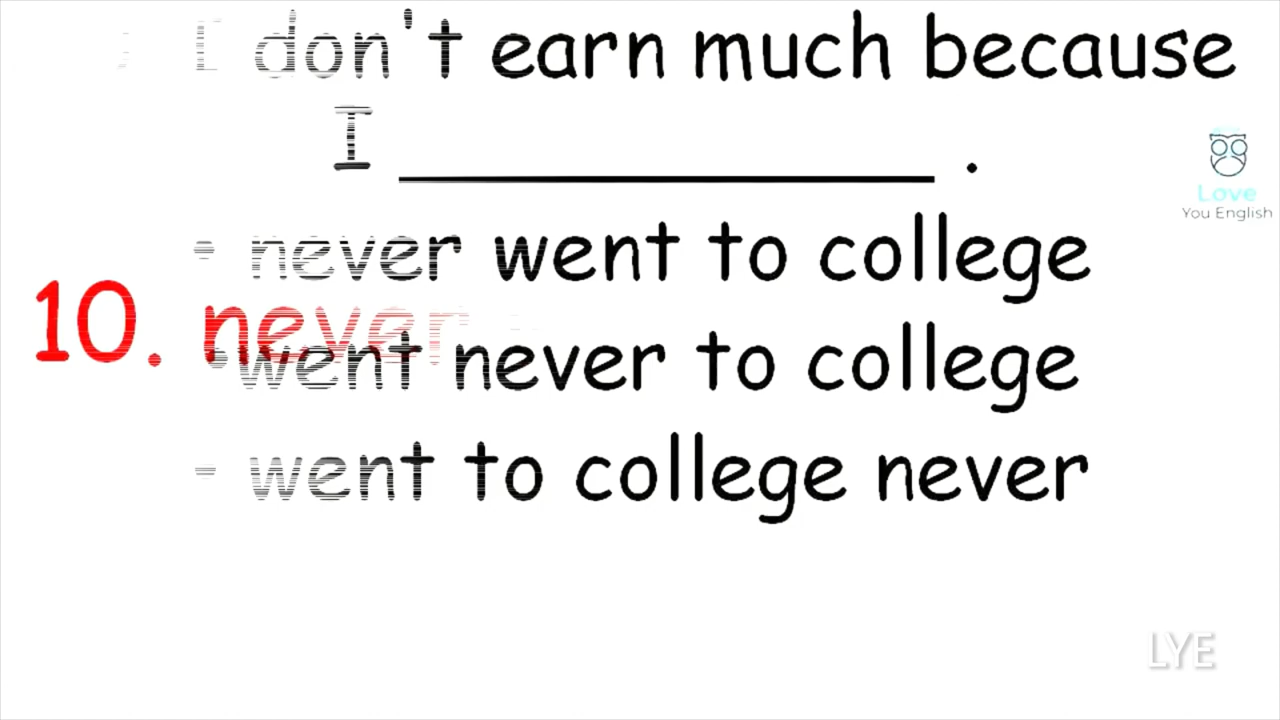 I don't earn much because
I ______________ .
- never went to college
10. never
- went never to college
- went to college never
Love
You English
LYE